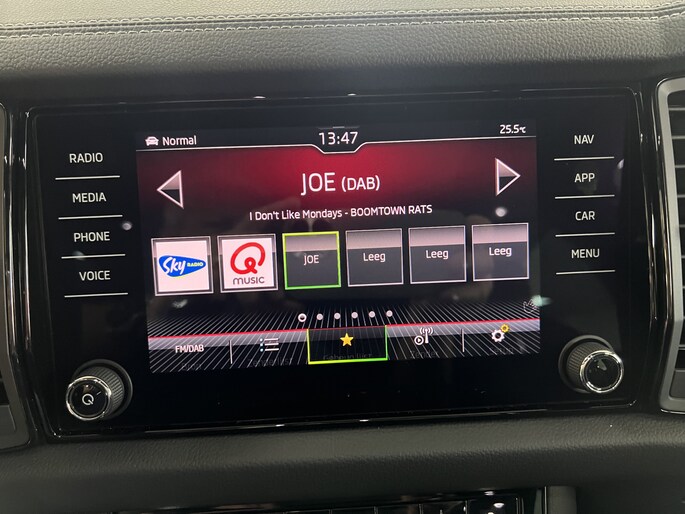 Normal
13:47
25.5°C
RADIO
MEDIA
PHONE
VOICE
NAV
APP
CAR
MENU
JOE (DAB)
I Don't Like Mondays - BOOMTOWN RATS
Sky RADIO
Q MUSIC
JOE
Leeg
Leeg
Leeg
FM/DAB